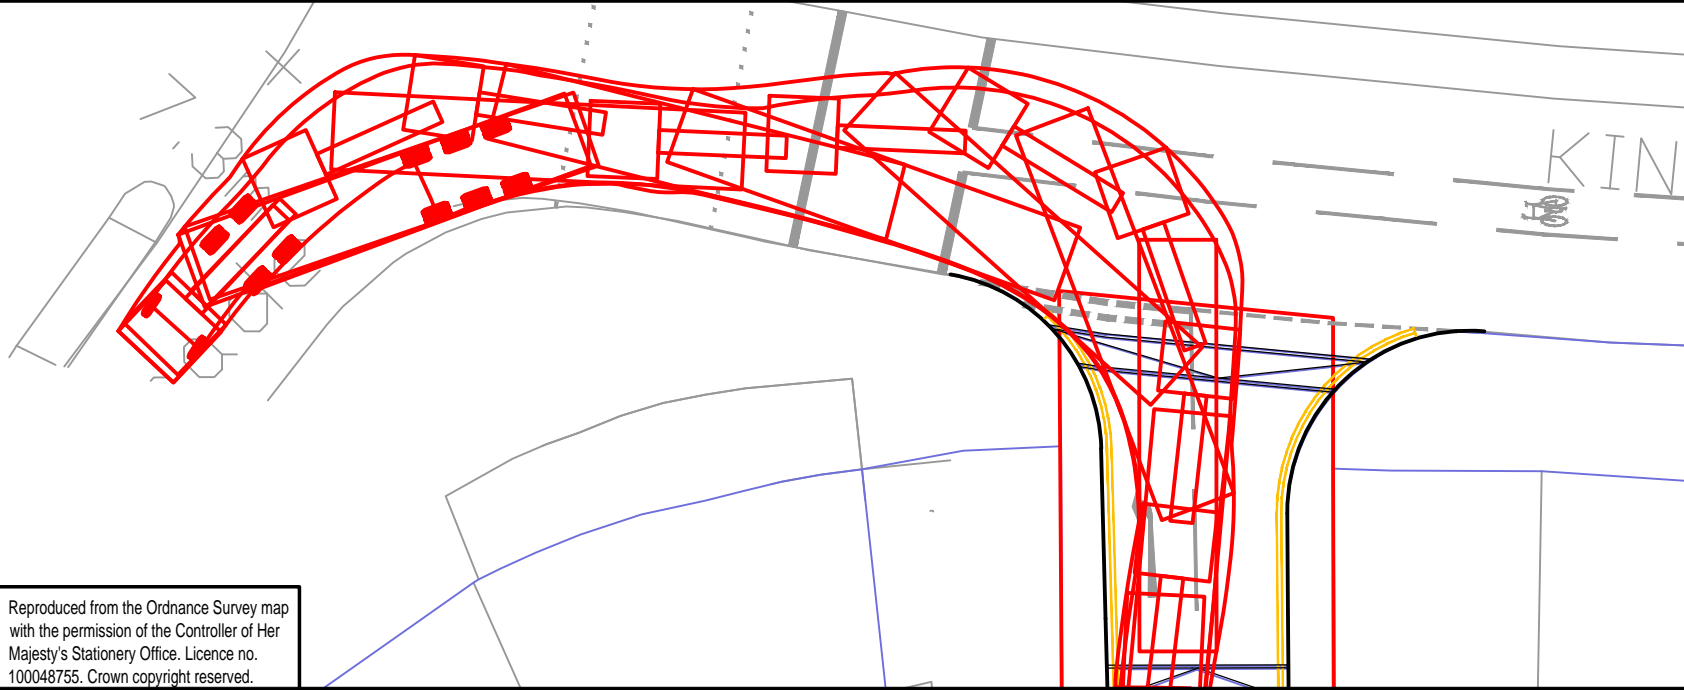 KIN
Reproduced from the Ordnance Survey map
with the permission of the Controller of Her
Majesty's Stationery Office. Licence no.
100048755. Crown copyright reserved.